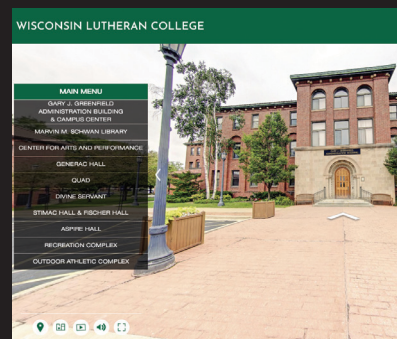 WISCONSIN LUTHERAN COLLEGE
MAIN MENU
GARY J. GREENFIELD
ADMINISTRATION BUILDING
& CAMPUS CENTER
MARVIN M. SCHWAN LIBRARY
CENTER FOR ARTS AND PERFORMANCE
GENERAC HALL
QUAD
DIVINE SERVANT
STIMAC HALL & FISCHER HALL
ASPIRE HALL
RECREATION COMPLEX
OUTDOOR ATHLETIC COMPLEX